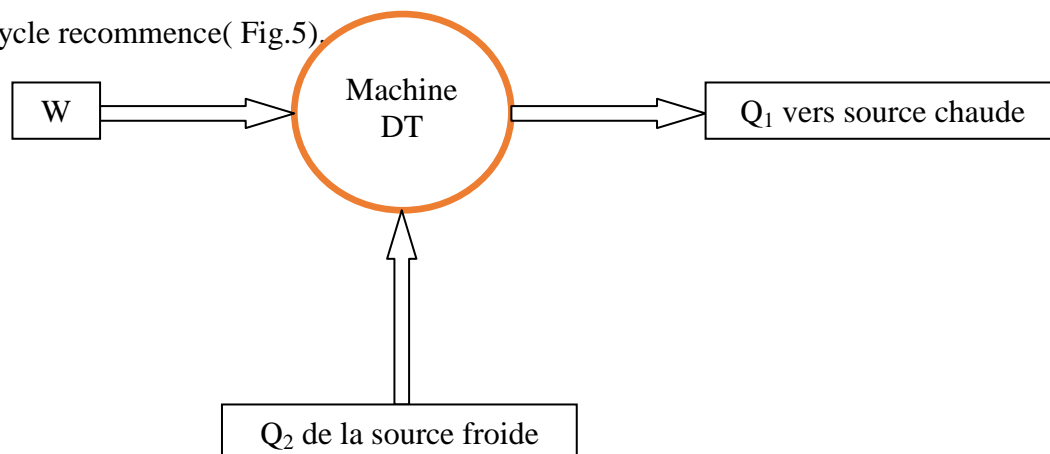 ycle recommence( Fig.5).
W
Machine
DT
Q₁ vers source chaude
Q₂ de la source froide